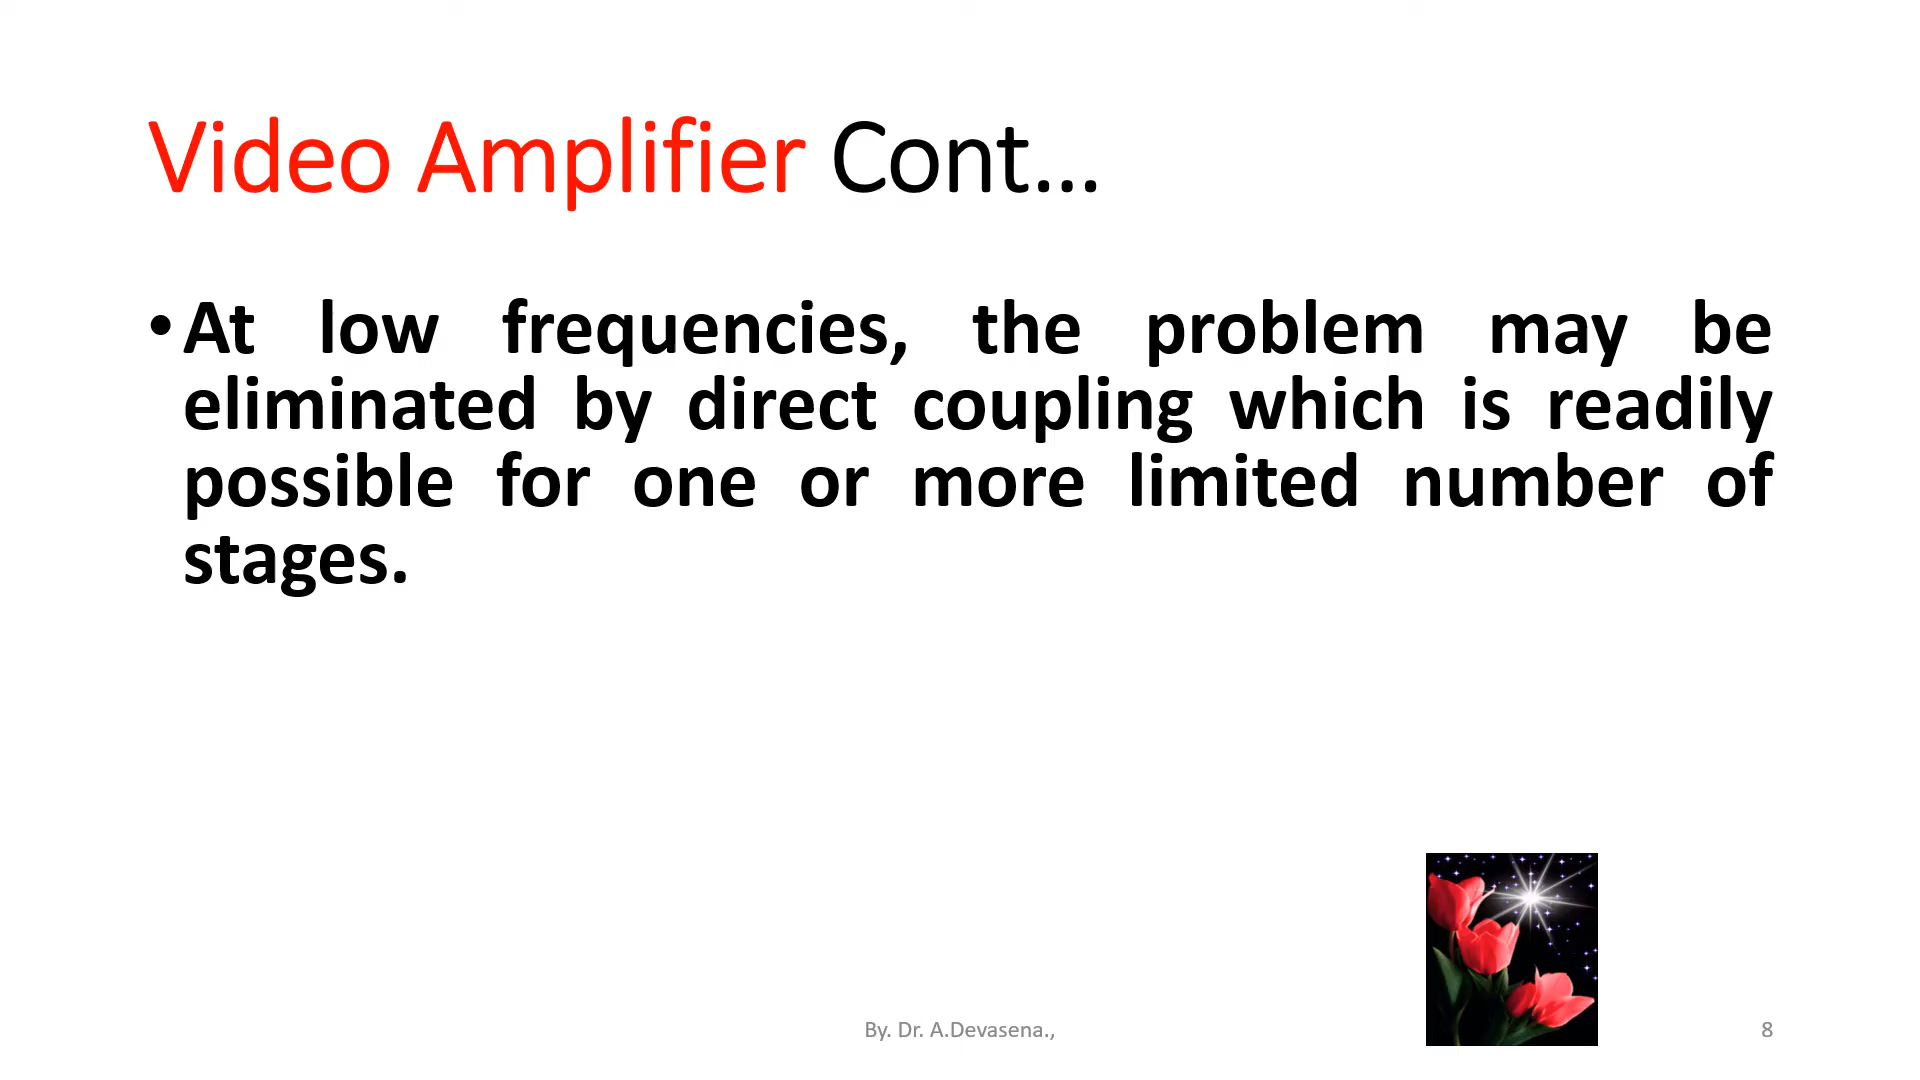 Video Amplifier Cont...
•At low frequencies, the problem may be
eliminated by direct coupling which is readily
possible for one or more limited number of
stages.
By. Dr. A.Devasena.,
8